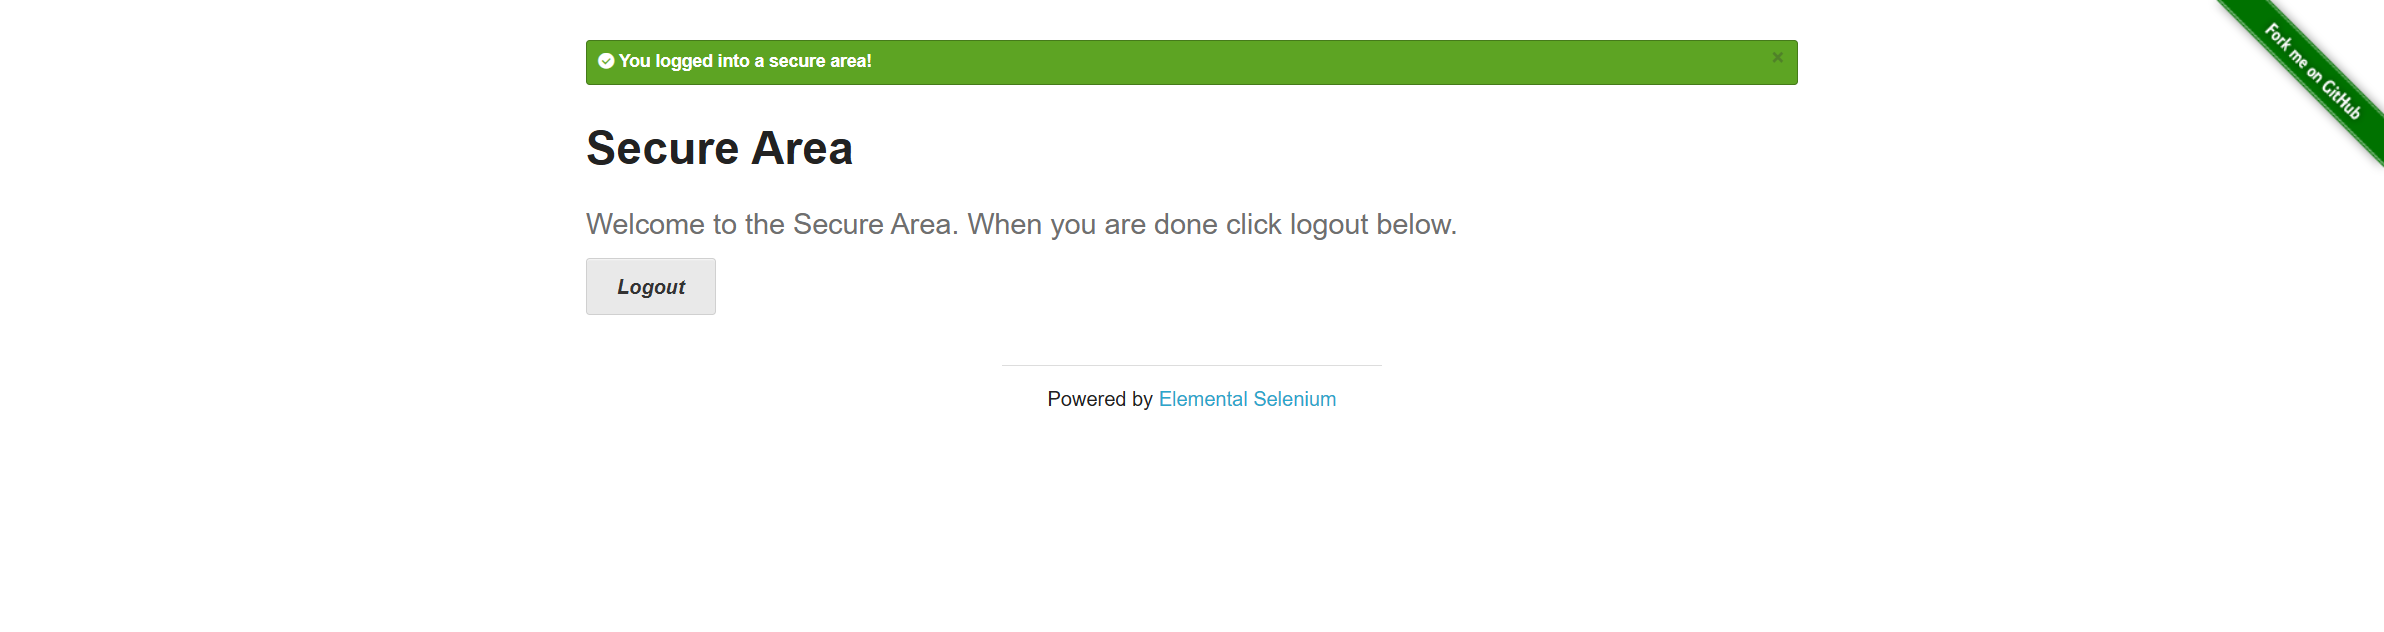 You logged into a secure area!
×
Fork me on GitHub
Secure Area
Welcome to the Secure Area. When you are done click logout below.
Logout
Powered by Elemental Selenium